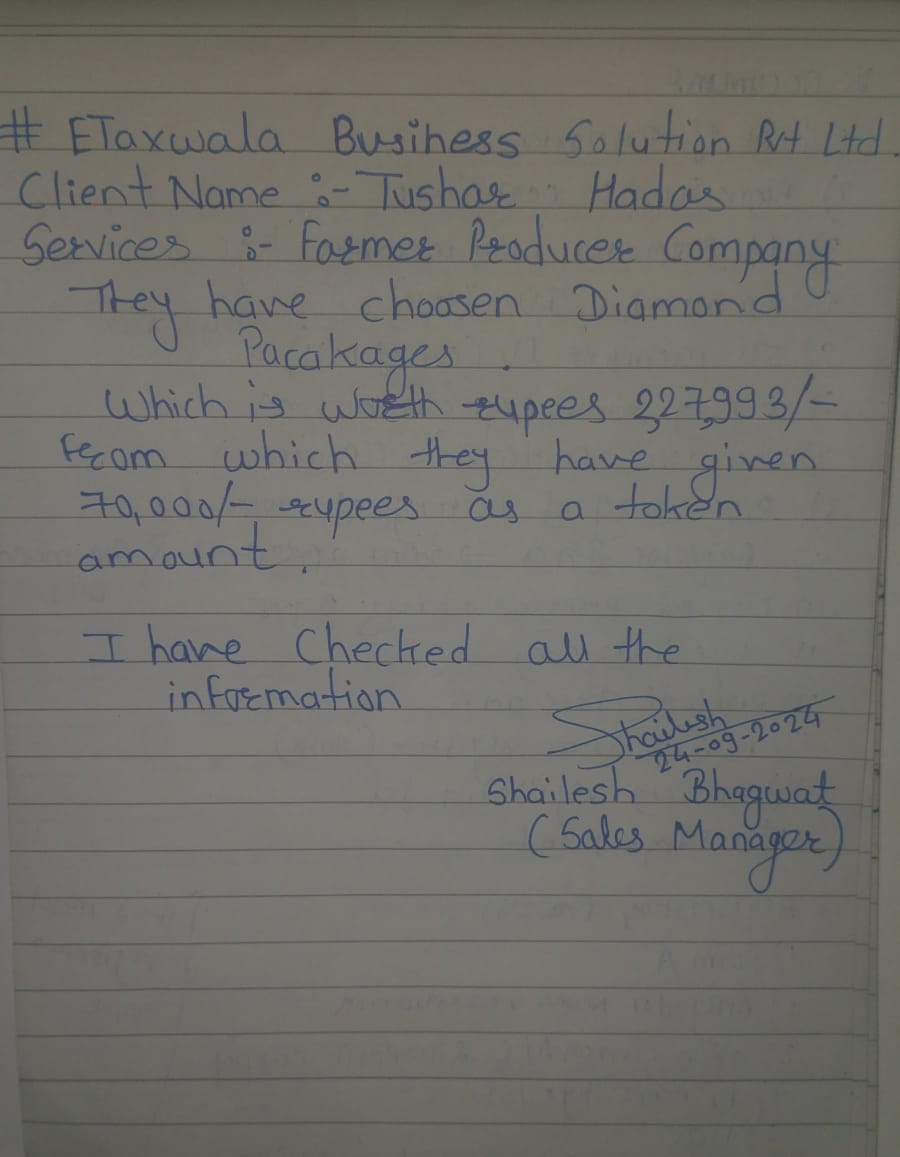 # ETaxwala Business Solution Pvt Ltd.
Client Name :- Tushar Hadas
Services :- Farmer Producer Company
They have choosen Diamond
Pacakages.
Which is worth rupees 2,27,993/-
from which they have given
70,000/- rupees as a token
amount.
I have Checked all the
information
Shailesh
24-09-2024
Shailesh Bhagwat
(Sales Manager)